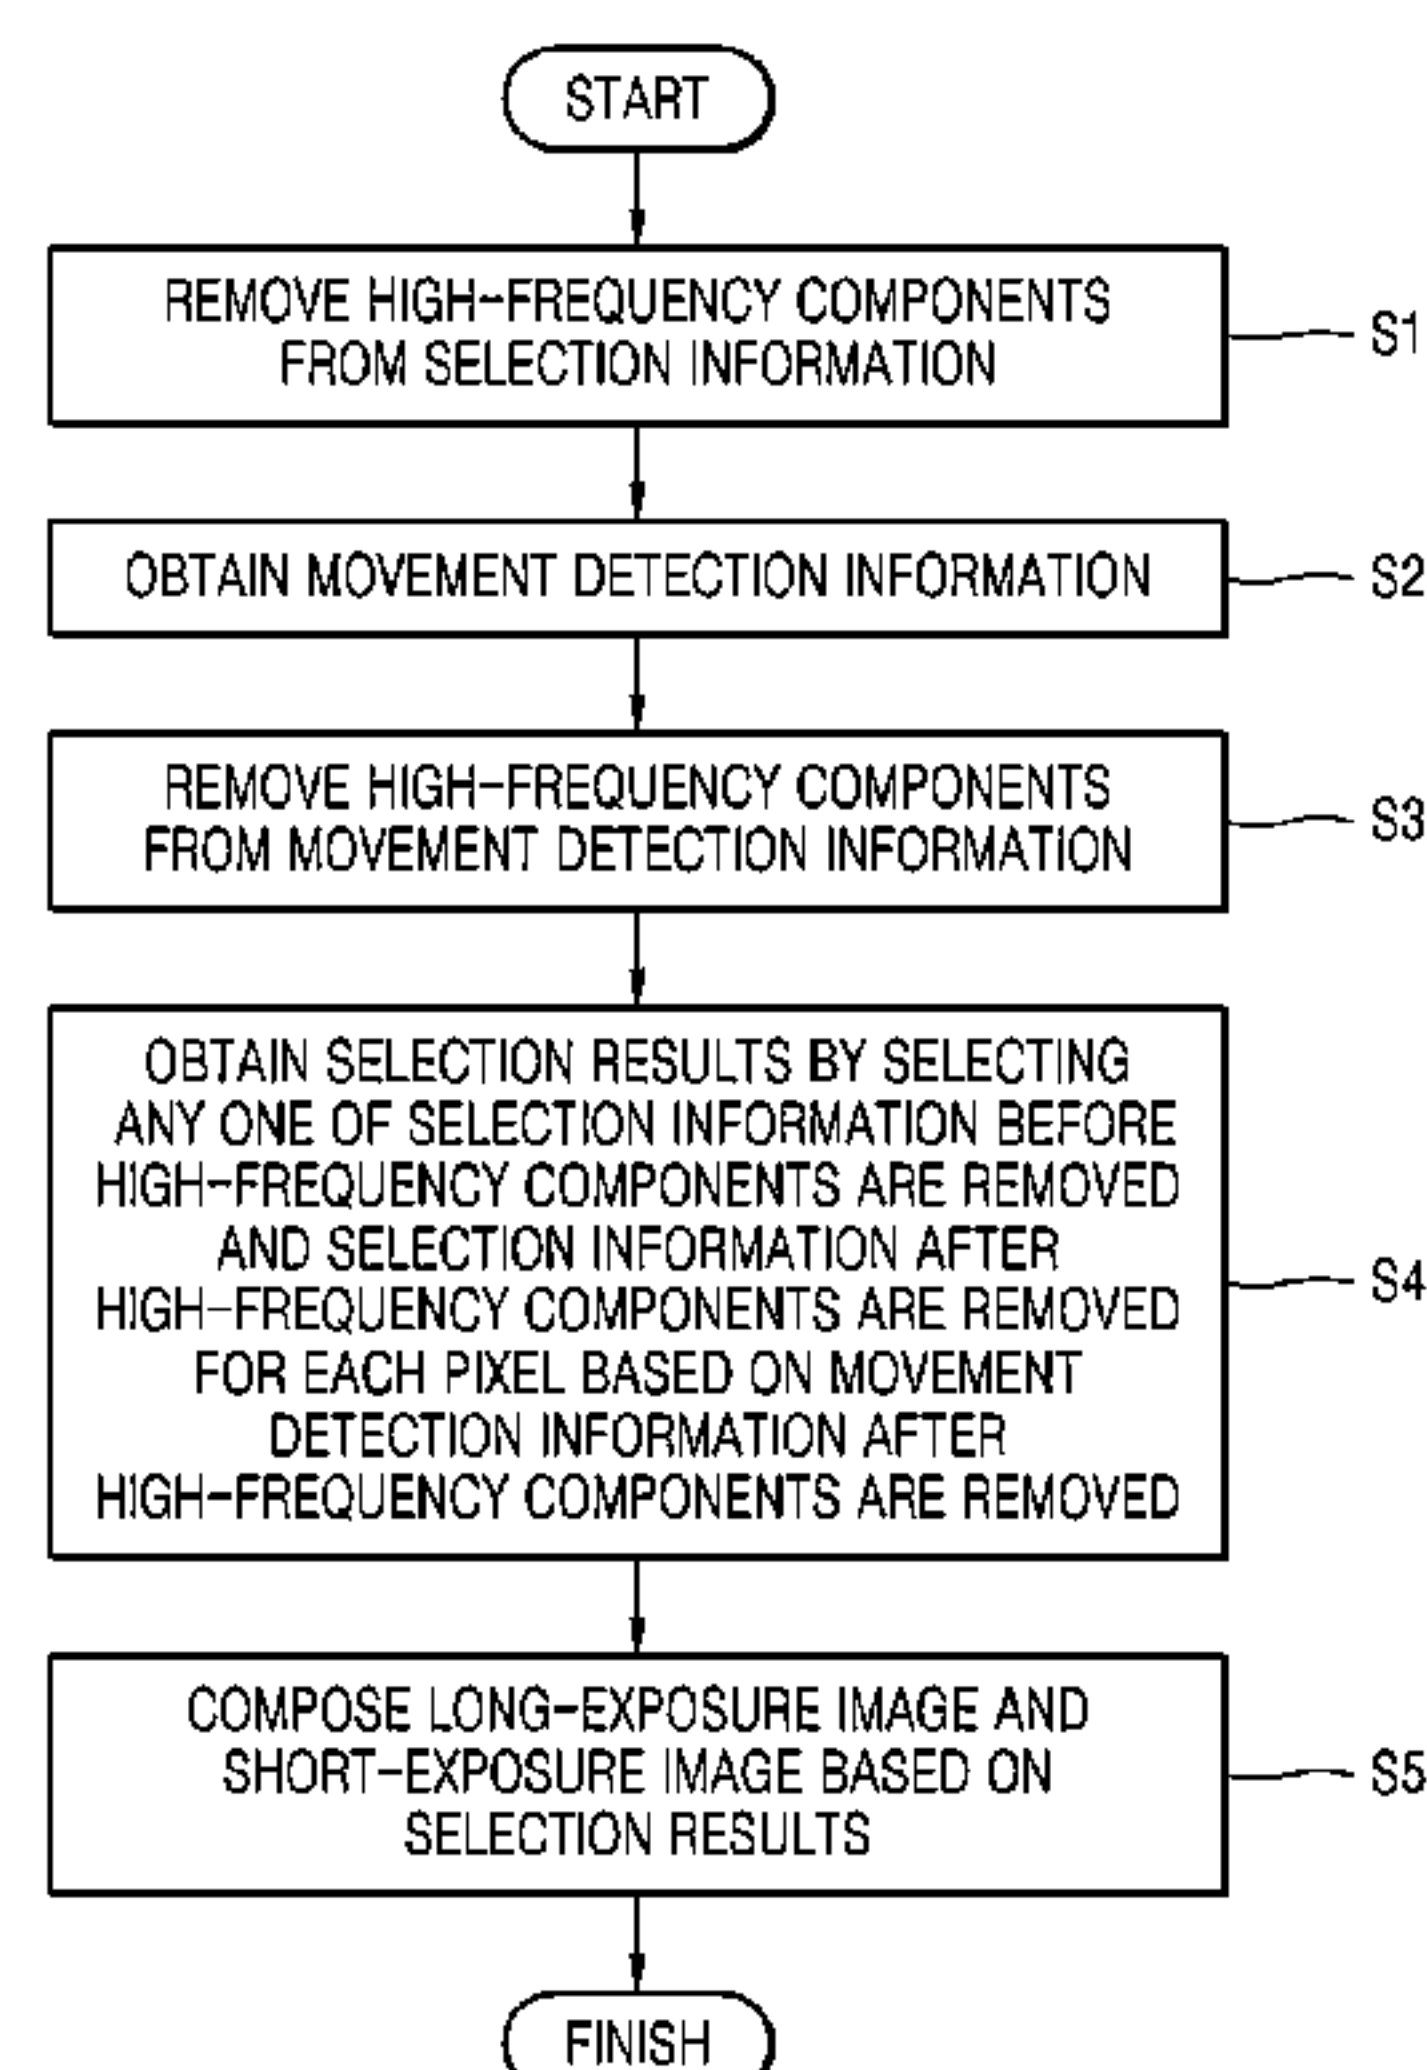 START
REMOVE HIGH-FREQUENCY COMPONENTS
FROM SELECTION INFORMATION
S1
OBTAIN MOVEMENT DETECTION INFORMATION
S2
REMOVE HIGH-FREQUENCY COMPONENTS
FROM MOVEMENT DETECTION INFORMATION
S3
OBTAIN SELECTION RESULTS BY SELECTING
ANY ONE OF SELECTION INFORMATION BEFORE
HIGH-FREQUENCY COMPONENTS ARE REMOVED
AND SELECTION INFORMATION AFTER
HIGH-FREQUENCY COMPONENTS ARE REMOVED
FOR EACH PIXEL BASED ON MOVEMENT
DETECTION INFORMATION AFTER
HIGH-FREQUENCY COMPONENTS ARE REMOVED
S4
COMPOSE LONG-EXPOSURE IMAGE AND
SHORT-EXPOSURE IMAGE BASED ON
SELECTION RESULTS
S5
FINISH